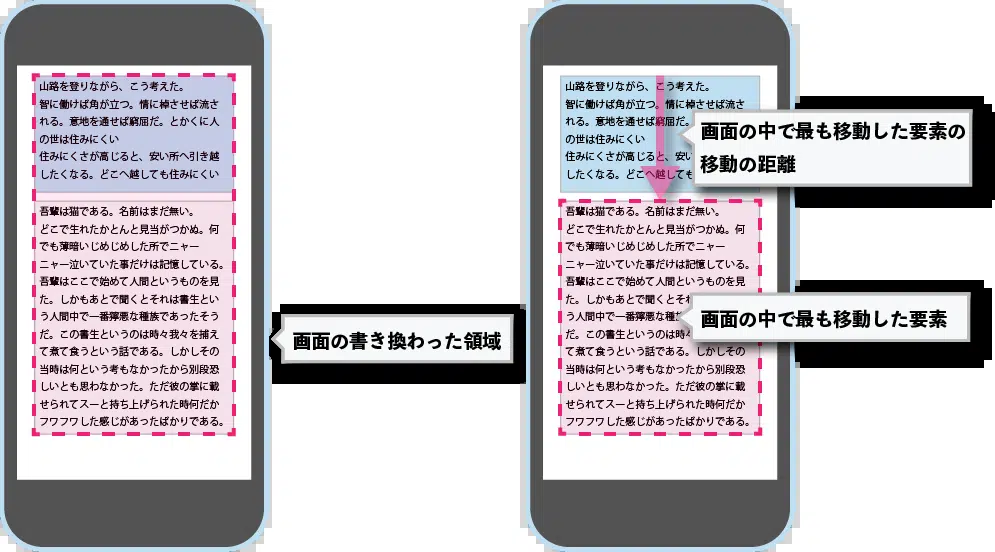 山路を登りながら、こう考えた。
智に働けば角が立つ。情に棹させば流さ
れる。意地を通せば窮屈だ。とかくに人
の世は住みにくい
住みにくさが高じると、安い所へ引き越
したくなる。どこへ越しても住みにくい
吾輩は猫である。名前はまだ無い。
どこで生れたかとんと見当がつかぬ。何
でも薄暗いじめじめした所でニャー
ニャー泣いていた事だけは記憶している。
吾輩はここで始めて人間というものを見
た。しかもあとで聞くとそれは書生とい
う人間中で一番獰悪な種族であったそう
だ。この書生というのは時々我々を捕え
て煮て食うという話である。しかしその
当時は何という考もなかったから別段恐
しいとも思わなかった。ただ彼の掌に載
せられてスーと持ち上げられた時何だか
フワフワした感じがあったばかりである。
画面の書き換わった領域
山路を登りながら、こう考えた。
智に働けば角が立つ。情に棹させば流さ
れる。意地を通せば窮屈だ。
の世は住みにくい
住みにくさが高じると、安い
したくなる。どこへ越しても
画面の中で最も移動した要素の
移動の距離
吾輩は猫である。名前はまだ無い。
どこで生れたかとんと見当がつかぬ。何
でも薄暗いじめじめした所でニャー
ニャー泣いていた事だけは記憶している。
吾輩はここで始めて人間というものを見
た。しかもあとで聞くとそ
う人間中で一番獰悪な種族
だ。この書生というのは時々
て煮て食うという話である。しかしその
当時は何という考もなかったから別段恐
しいとも思わなかった。ただ彼の掌に載
せられてスーと持ち上げられた時何だか
フワフワした感じがあったばかりである。
画面の中で最も移動した要素